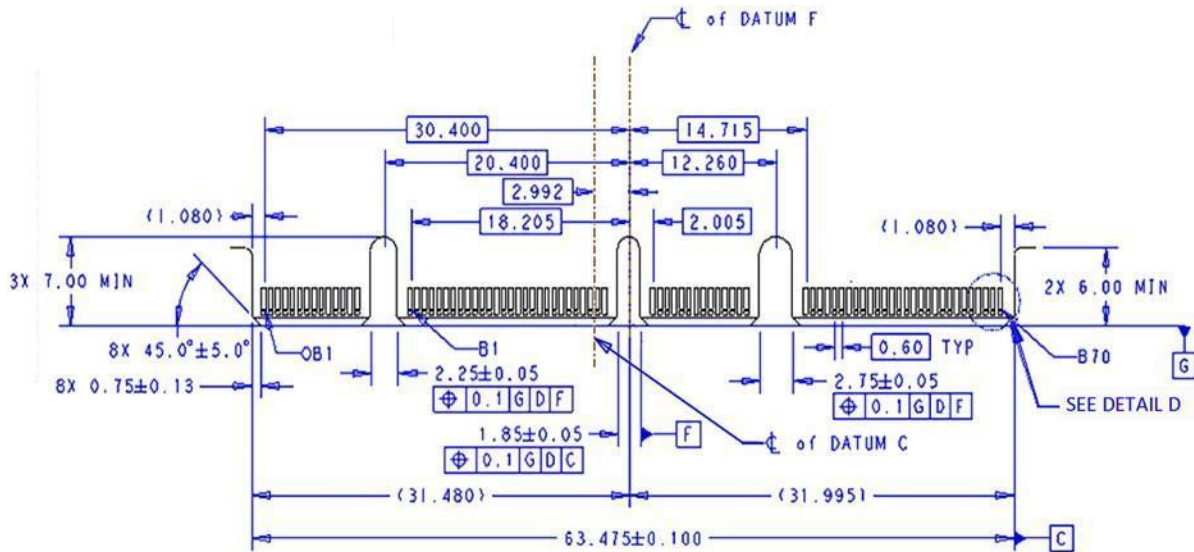 ℄ of DATUM F
30.400
14.715
20.400
12.260
2.992
(1.080)
18.205
2.005
(1.080)
3X 7.00 MIN
2X 6.00 MIN
8X 45.0°±5.0°
OB1
B1
0.60 TYP
B70
G
8X 0.75±0.13
2.25±0.05
2.75±0.05
⌖ 0.1 G D F
⌖ 0.1 G D F
SEE DETAIL D
1.85±0.05
F
℄ of DATUM C
⌖ 0.1 G D C
(31.480)
(31.995)
63.475±0.100
C